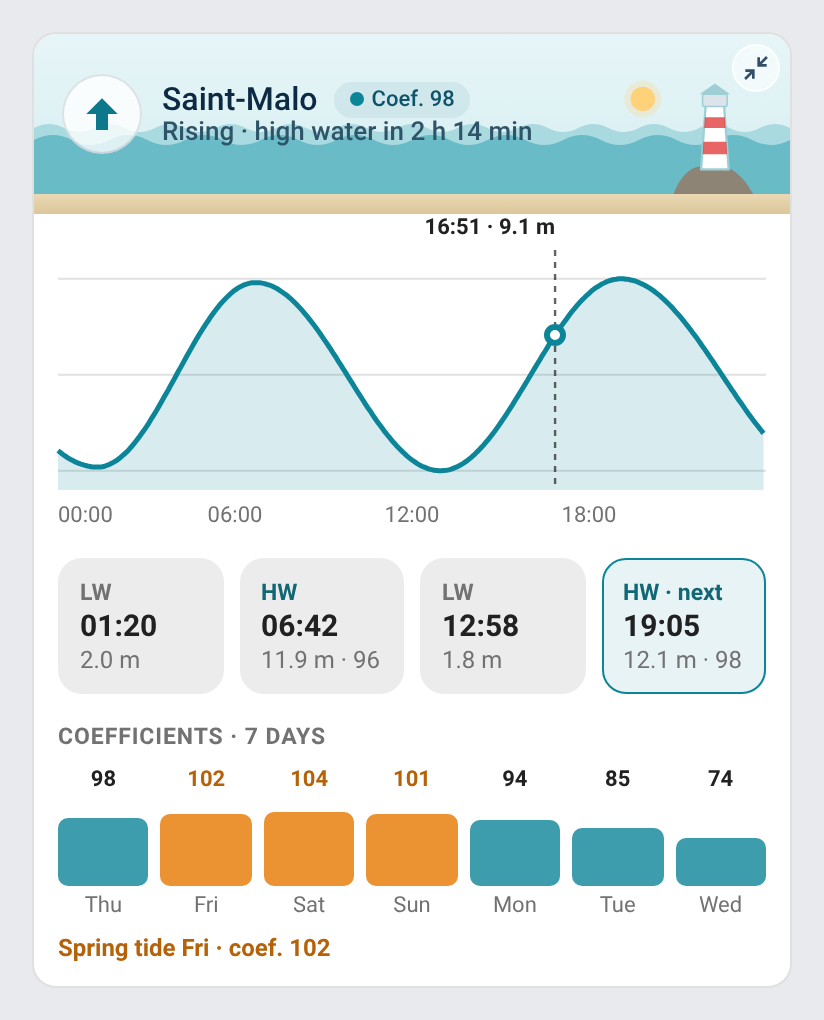 Saint-Malo
Coef. 98
Rising · high water in 2 h 14 min
16:51 · 9.1 m
00:00 06:00 12:00 18:00
LW
01:20
2.0 m
HW
06:42
11.9 m · 96
LW
12:58
1.8 m
HW · next
19:05
12.1 m · 98
COEFFICIENTS · 7 DAYS
98 102 104 101 94 85 74
Thu Fri Sat Sun Mon Tue Wed
Spring tide Fri · coef. 102